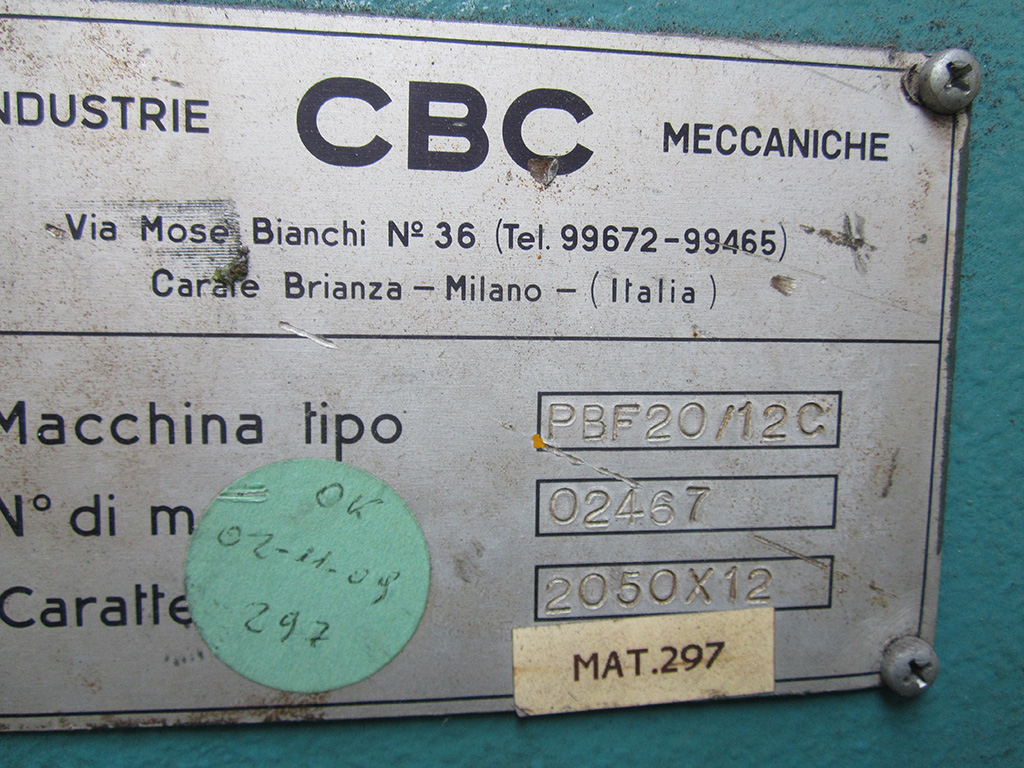 NDUSTRIE CBC MECCANICHE
Via Mosè Bianchi Nº 36 (Tel. 99672-99465)
Carate Brianza - Milano - (Italia)
Macchina tipo PBF20/12C
N° di m 02467
Caratte 2050X12
OK
02-11-09
297
MAT.297